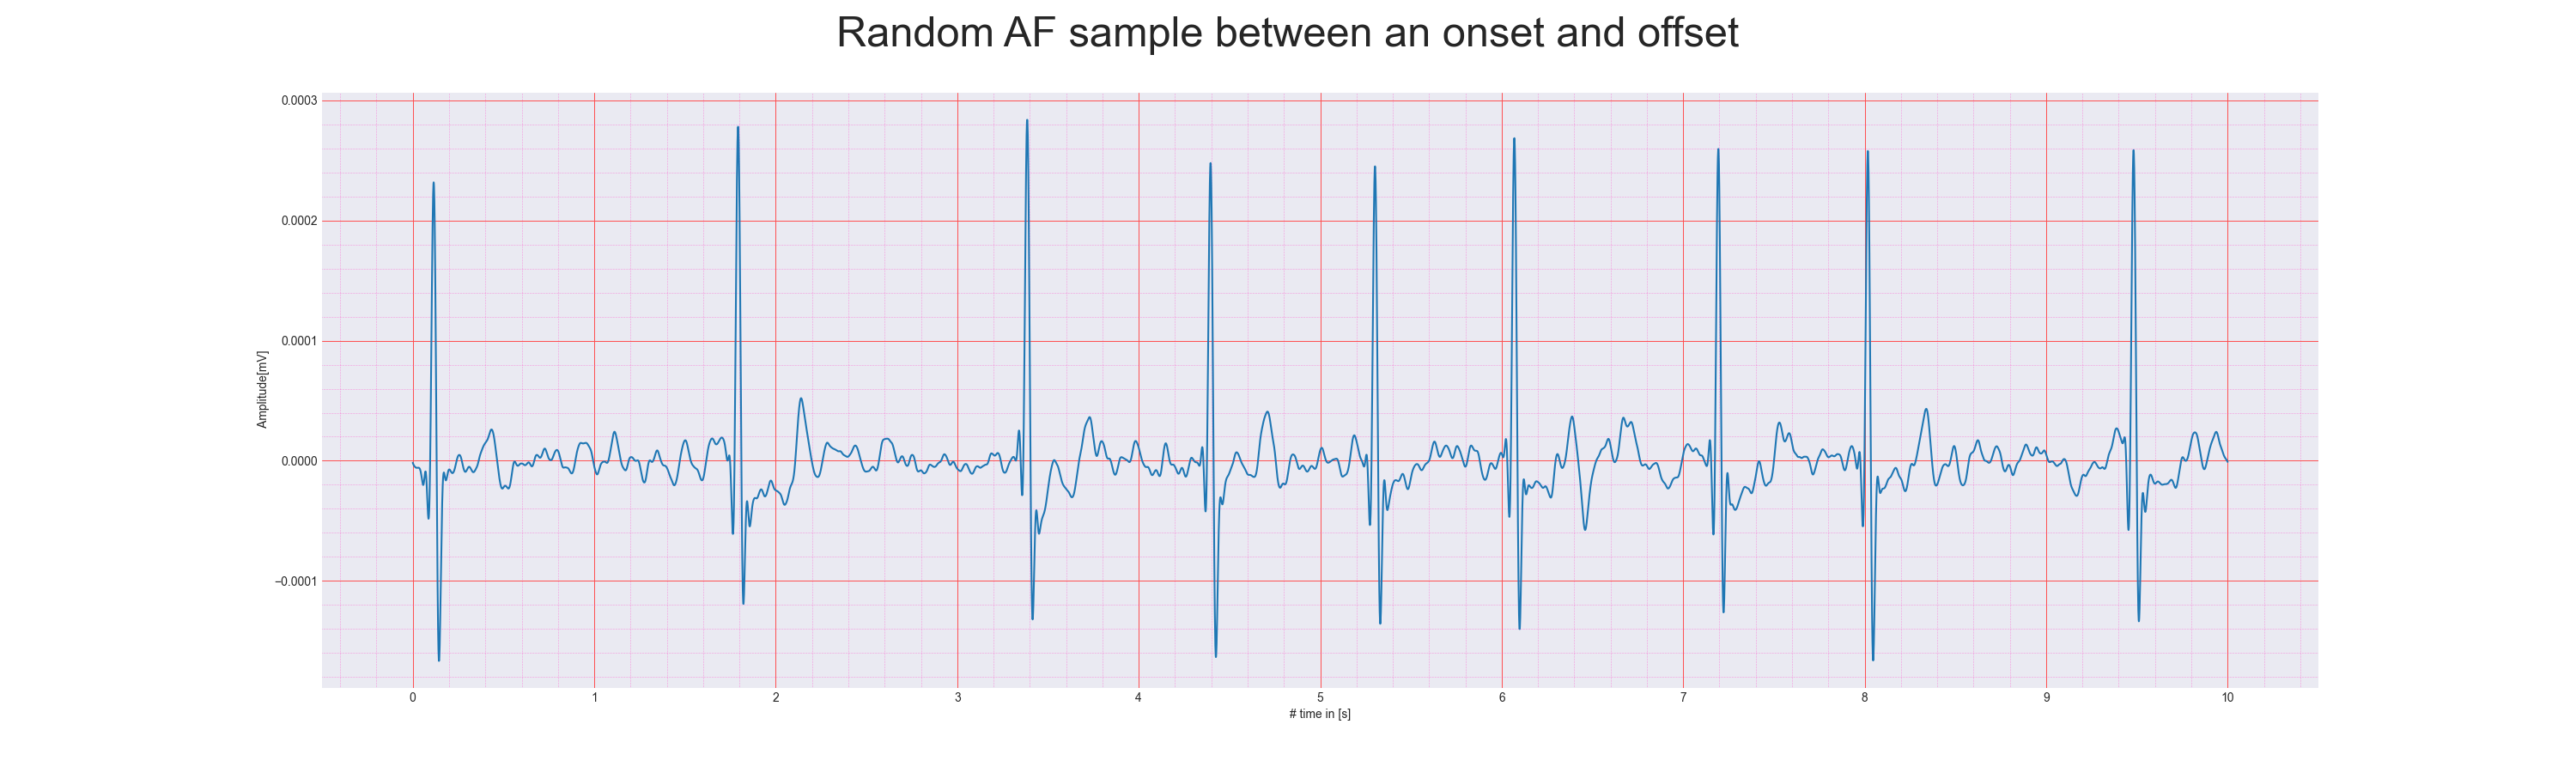 Random AF sample between an onset and offset
0.0003
0.0002
0.0001
0.0000
−0.0001
Amplitude[mV]
0 1 2 3 4 5 6 7 8 9 10
# time in [s]